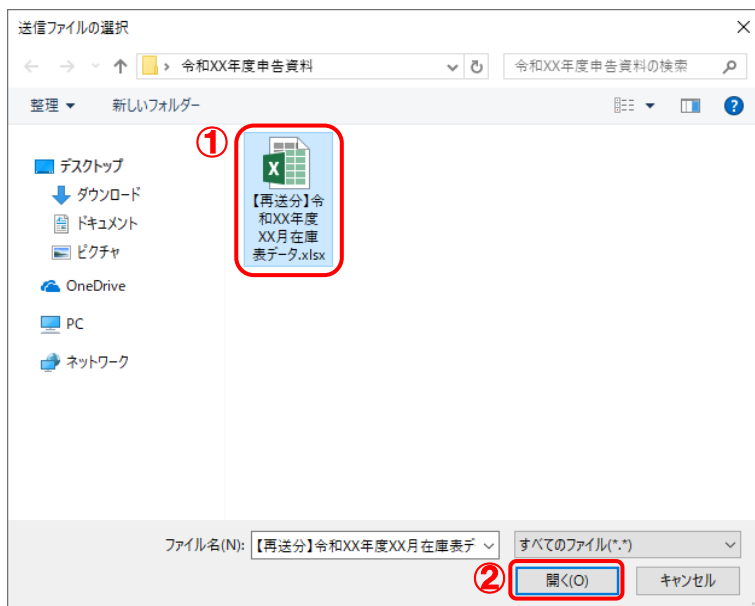 送信ファイルの選択
令和XX年度申告資料
令和XX年度申告資料の検索
整理
新しいフォルダー
①
デスクトップ
ダウンロード
ドキュメント
ピクチャ
OneDrive
PC
ネットワーク
【再送分】令
和XX年度
XX月在庫
表データ.xlsx
ファイル名(N):
【再送分】令和XX年度XX月在庫表デ
すべてのファイル(*.*)
②
開く(O)
キャンセル